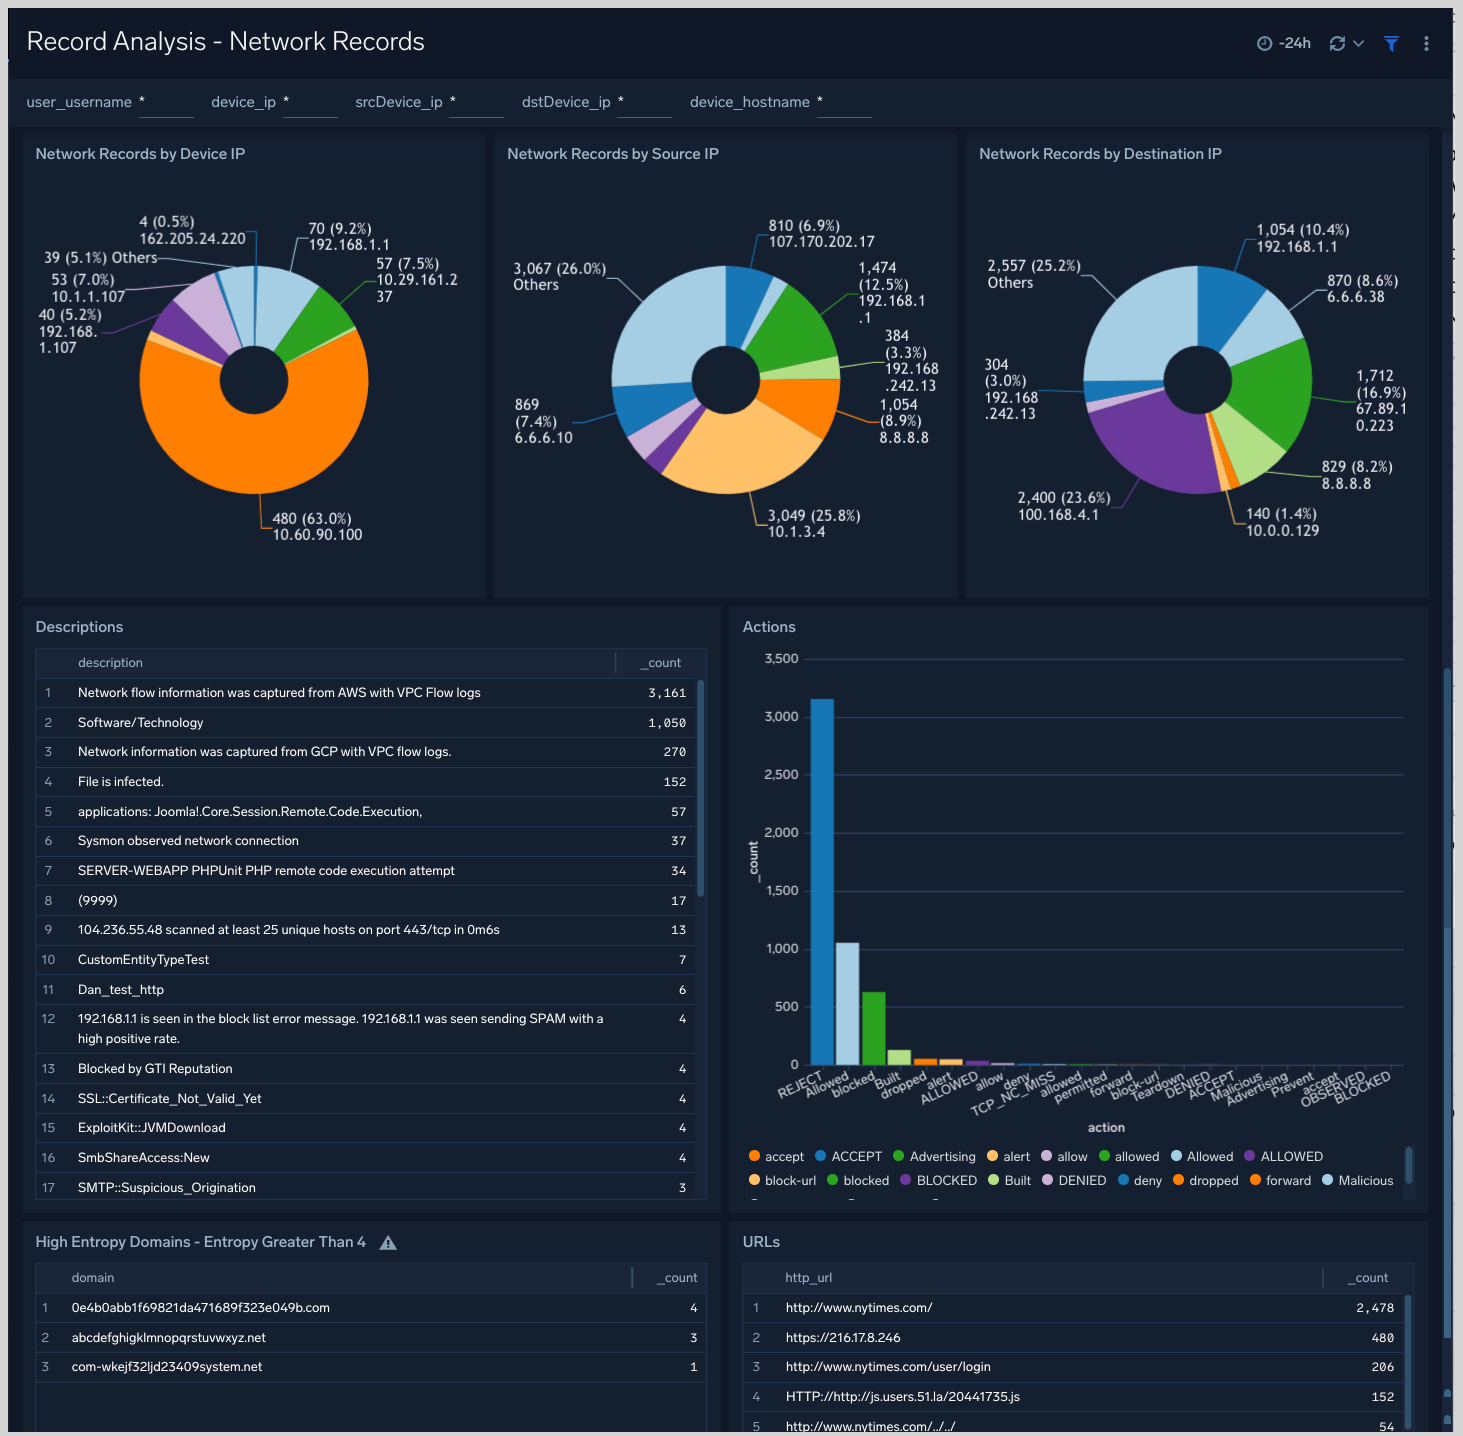 Record Analysis - Network Records
-24h
user_username *
device_ip *
srcDevice_ip *
dstDevice_ip *
device_hostname *
Network Records by Device IP
4 (0.5%)
162.205.24.220
70 (9.2%)
192.168.1.1
39 (5.1%) Others
57 (7.5%)
10.29.161.2
37
53 (7.0%)
10.1.1.107
40 (5.2%)
192.168.
1.107
480 (63.0%)
10.60.90.100
Network Records by Source IP
810 (6.9%)
107.170.202.17
3,067 (26.0%)
Others
1,474
(12.5%)
192.168.1
.1
384
(3.3%)
192.168
.242.13
869
(7.4%)
6.6.6.10
1,054
(8.9%)
8.8.8.8
3,049 (25.8%)
10.1.3.4
Network Records by Destination IP
1,054 (10.4%)
192.168.1.1
2,557 (25.2%)
Others
870 (8.6%)
6.6.6.38
304
(3.0%)
192.168
.242.13
1,712
(16.9%)
67.89.1
0.223
829 (8.2%)
8.8.8.8
2,400 (23.6%)
100.168.4.1
140 (1.4%)
10.0.0.129
Descriptions
description _count
1 Network flow information was captured from AWS with VPC Flow logs 3,161
2 Software/Technology 1,050
3 Network information was captured from GCP with VPC flow logs. 270
4 File is infected. 152
5 applications: Joomla!.Core.Session.Remote.Code.Execution, 57
6 Sysmon observed network connection 37
7 SERVER-WEBAPP PHPUnit PHP remote code execution attempt 34
8 (9999) 17
9 104.236.55.48 scanned at least 25 unique hosts on port 443/tcp in 0m6s 13
10 CustomEntityTypeTest 7
11 Dan_test_http 6
12 192.168.1.1 is seen in the block list error message. 192.168.1.1 was seen sending SPAM with a 4
high positive rate.
13 Blocked by GTI Reputation 4
14 SSL::Certificate_Not_Valid_Yet 4
15 ExploitKit::JVMDownload 4
16 SmbShareAccess:New 4
17 SMTP::Suspicious_Origination 3
Actions
3,500
3,000
2,500
2,000
1,500
1,000
500
0
_count
REJECT
Allowed
blocked
Built
dropped
alert
ALLOWED
allow
deny
TCP_NC_MISS
allowed
permitted
forward
block-url
Teardown
DENIED
ACCEPT
Malicious
Advertising
Prevent
accept
OBSERVED
BLOCKED
action
accept ACCEPT Advertising alert allow allowed Allowed ALLOWED
block-url blocked BLOCKED Built DENIED deny dropped forward Malicious
High Entropy Domains - Entropy Greater Than 4
domain _count
1 0e4b0abb1f69821da471689f323e049b.com 4
2 abcdefghigklmnopqrstuvwxyz.net 3
3 com-wkejf32ljd23409system.net 1
URLs
http_url _count
1 http://www.nytimes.com/ 2,478
2 https://216.17.8.246 480
3 http://www.nytimes.com/user/login 206
4 HTTP://http://js.users.51.la/20441735.js 152
5 http://www.nytimes.com/../../ 54